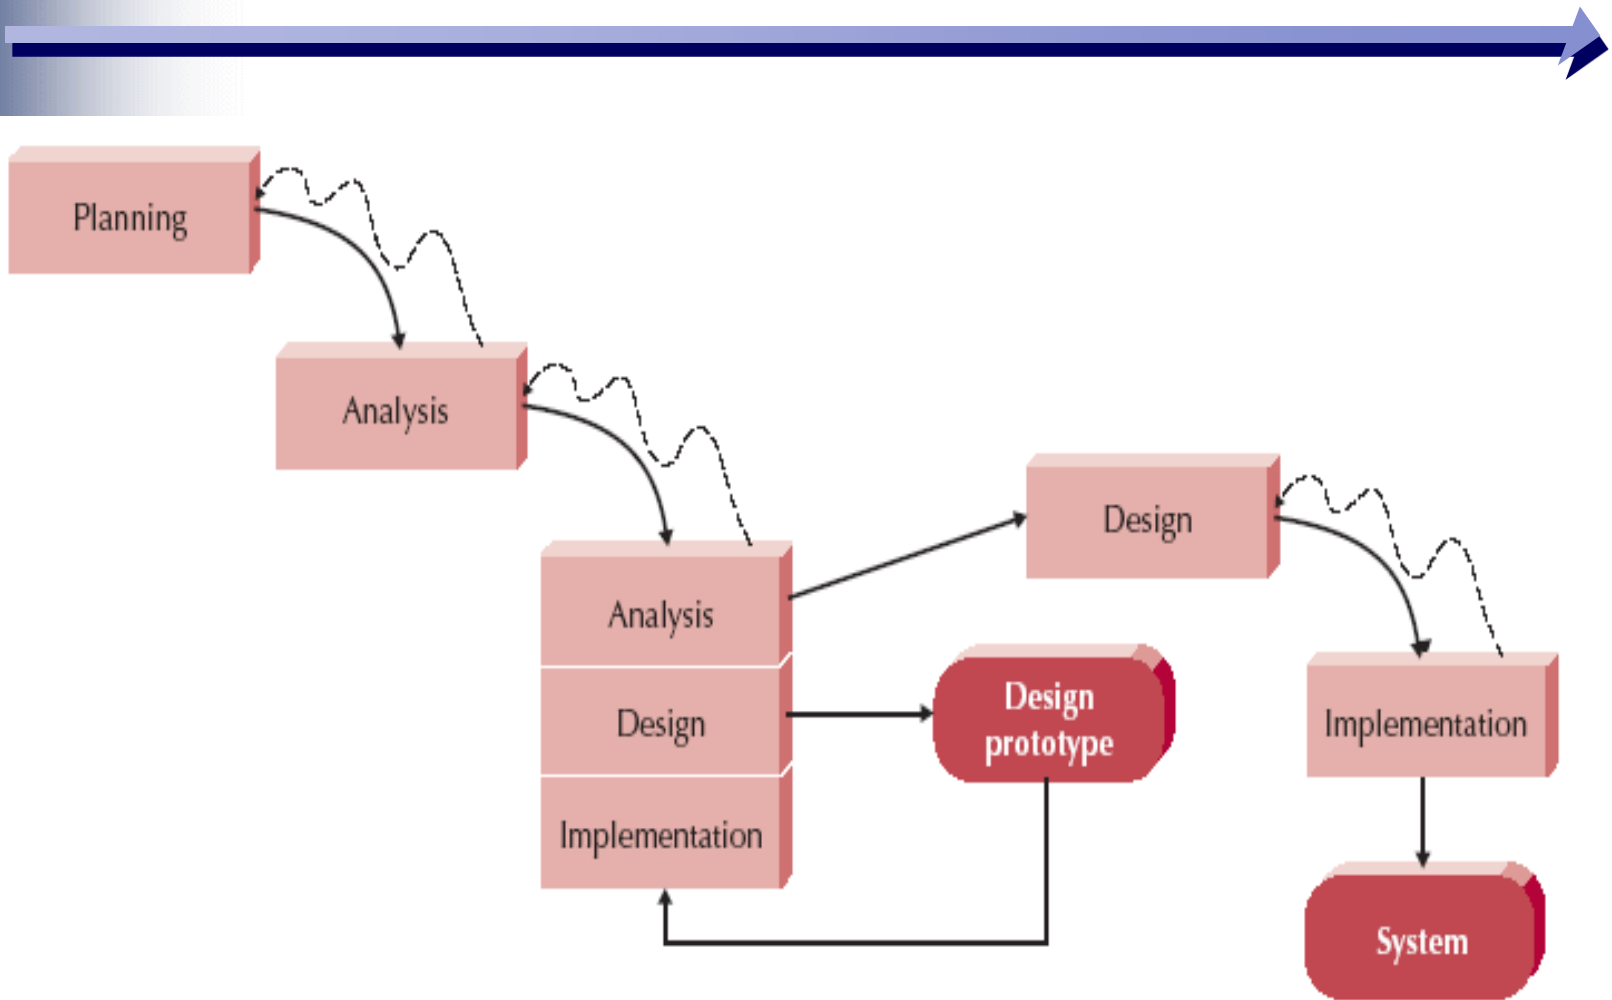 Planning
Analysis
Analysis
Design
Implementation
Design
prototype
Design
Implementation
System